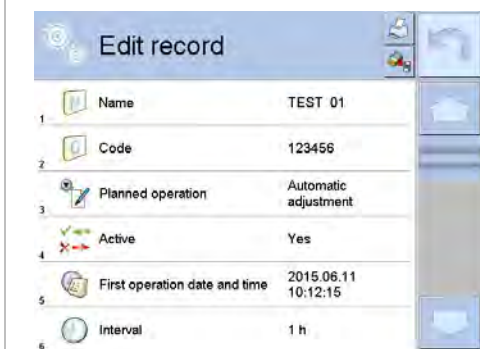 Edit record
1 Name TEST 01
2 Code 123456
3 Planned operation Automatic
adjustment
4 Active Yes
5 First operation date and time 2015.06.11
10:12:15
6 Interval 1 h